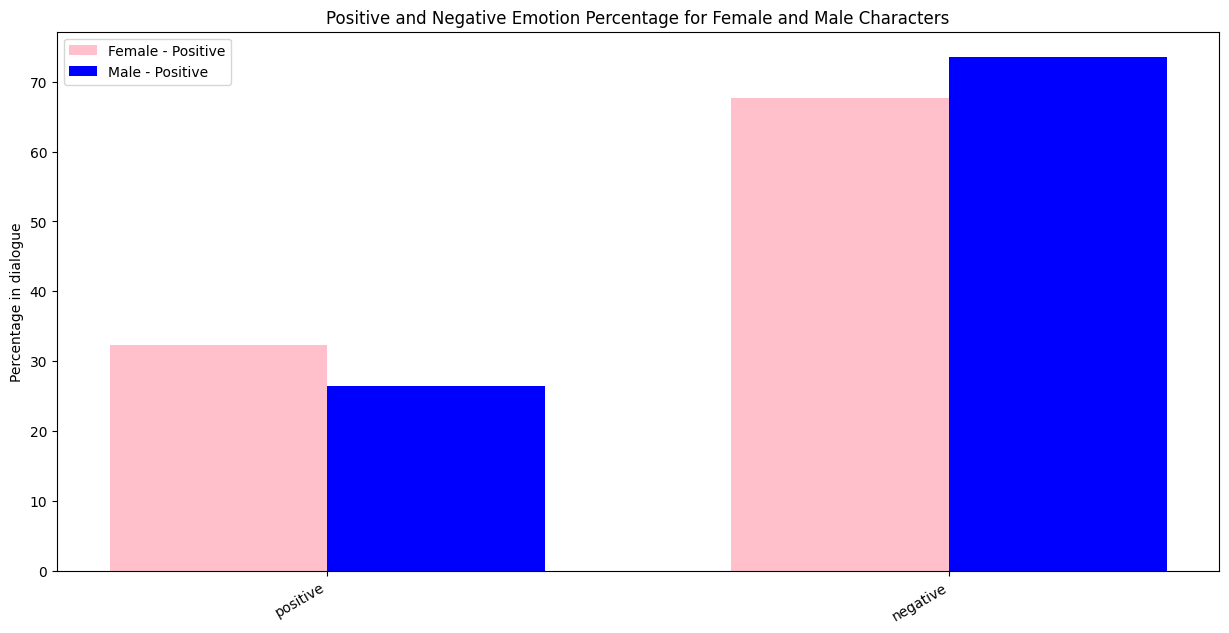 Positive and Negative Emotion Percentage for Female and Male Characters
Female - Positive
Male - Positive
Percentage in dialogue
70
60
50
40
30
20
10
0
positive
negative